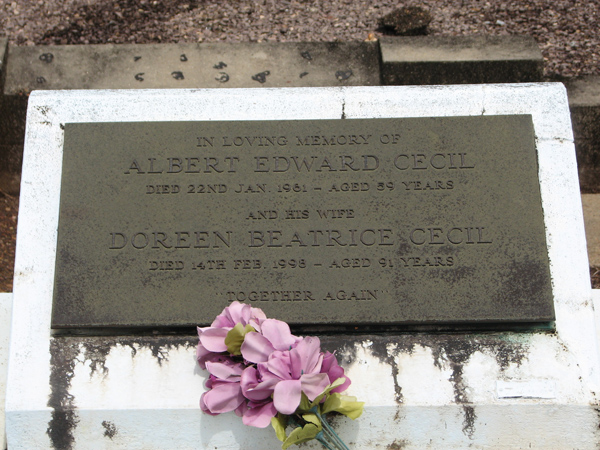 IN LOVING MEMORY OF
ALBERT EDWARD CECIL
DIED 22ND JAN. 1961 - AGED 59 YEARS
AND HIS WIFE
DOREEN BEATRICE CECIL
DIED 14TH FEB. 1998 - AGED 91 YEARS
TOGETHER AGAIN